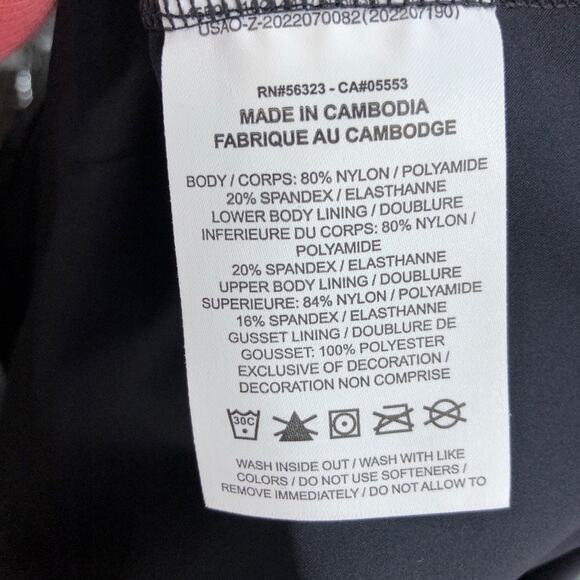 USAO-Z-2022070082(202207190)
RN#56323 - CA#05553
MADE IN CAMBODIA
FABRIQUE AU CAMBODGE
BODY / CORPS: 80% NYLON / POLYAMIDE
20% SPANDEX / ELASTHANNE
LOWER BODY LINING / DOUBLURE
INFERIEURE DU CORPS: 80% NYLON /
POLYAMIDE
20% SPANDEX / ELASTHANNE
UPPER BODY LINING / DOUBLURE
SUPERIEURE: 84% NYLON / POLYAMIDE
16% SPANDEX / ELASTHANNE
GUSSET LINING / DOUBLURE DE
GOUSSET: 100% POLYESTER
EXCLUSIVE OF DECORATION /
DECORATION NON COMPRISE
30C
WASH INSIDE OUT / WASH WITH LIKE
COLORS / DO NOT USE SOFTENERS /
REMOVE IMMEDIATELY / DO NOT ALLOW TO